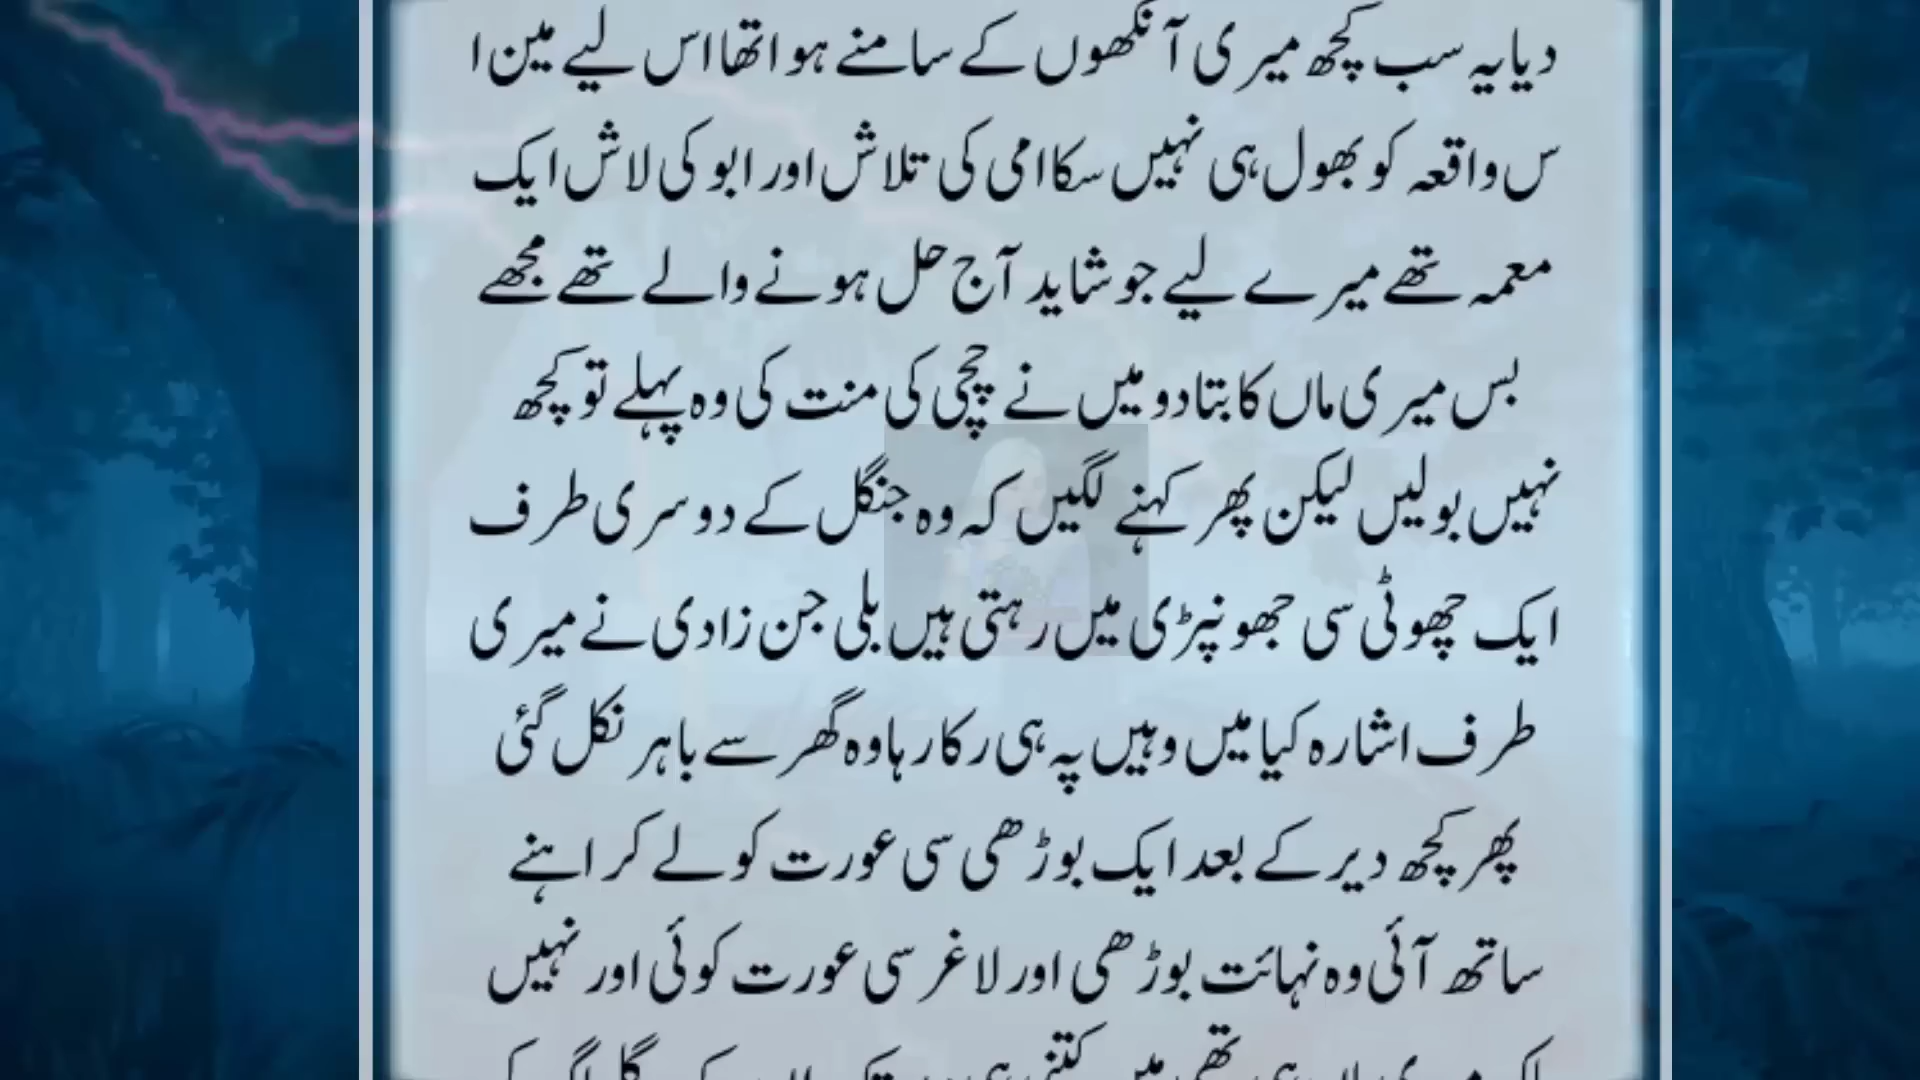 دیا یہ سب کچھ میری آنکھوں کے سامنے ہوا تھا اس لیے مین ا
س واقعہ کو بھول ہی نہیں سکا امی کی تلاش اور ابو کی لاش ایک
معمہ تھے میرے لیے جو شاید آج حل ہونے والے تھے مجھے
بس میری ماں کا بتا دو میں نے چچی کی منت کی وہ پہلے تو کچھ
نہیں بولیں لیکن پھر کہنے لگیں کہ وہ جنگل کے دوسری طرف
ایک چھوٹی سی جھونپڑی میں رہتی ہیں بلی جن زادی نے میری
طرف اشارہ کیا میں وہیں پہ ہی رکا رہا وہ گھر سے باہر نکل گئی
پھر کچھ دیر کے بعد ایک بوڑھی سی عورت کو لے کر اہنے
ساتھ آئی وہ نہائت بوڑھی اور لاغر سی عورت کوئی اور نہیں